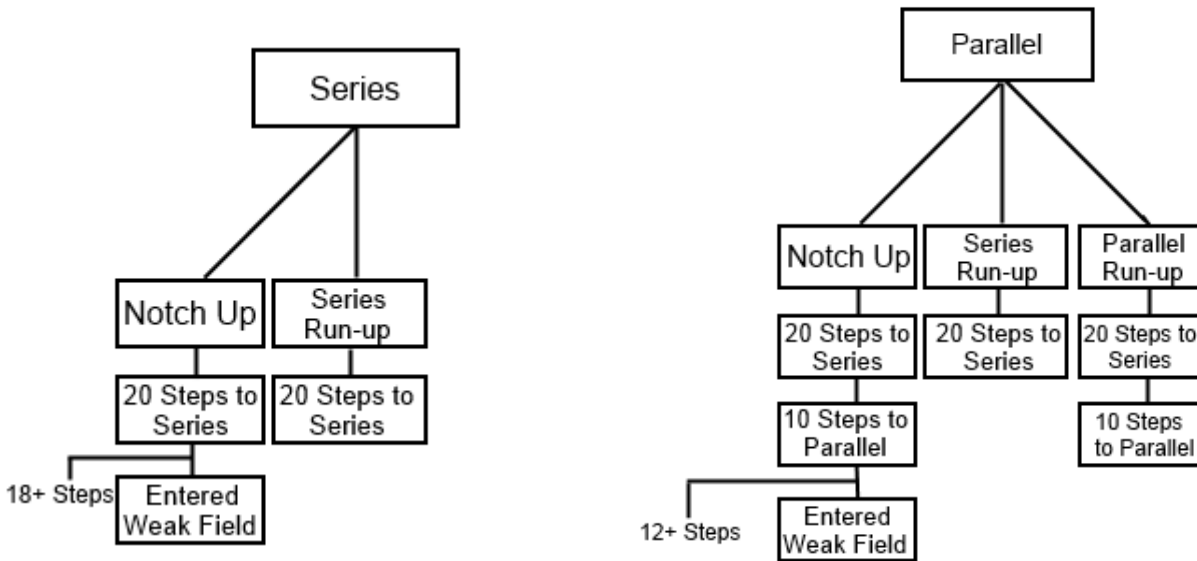 Series
Notch Up
Series
Run-up
20 Steps to
Series
20 Steps to
Series
18+ Steps
Entered
Weak Field
Parallel
Notch Up
Series
Run-up
Parallel
Run-up
20 Steps to
Series
20 Steps to
Series
20 Steps to
Series
10 Steps to
Parallel
10 Steps
to Parallel
12+ Steps
Entered
Weak Field